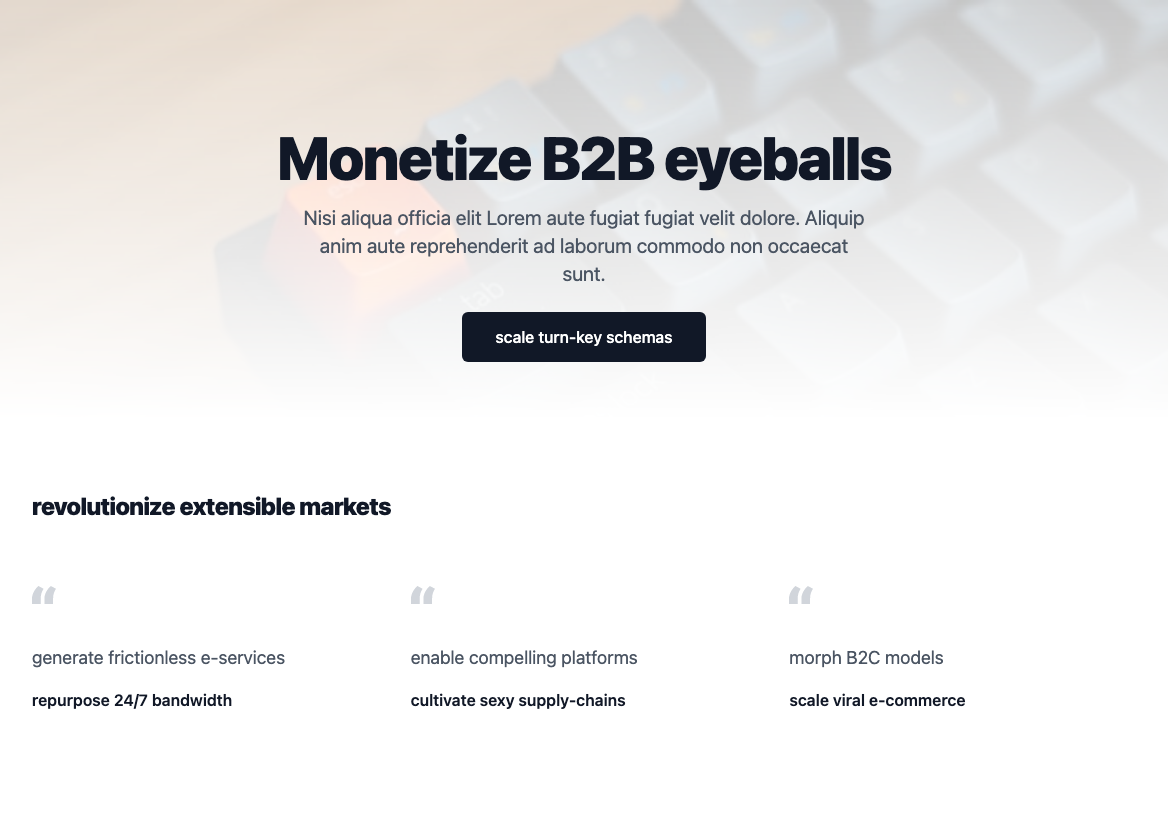 Monetize B2B eyeballs
Nisi aliqua officia elit Lorem aute fugiat fugiat velit dolore. Aliquip
anim aute reprehenderit ad laborum commodo non occaecat
sunt.
tab
scale turn-key schemas
revolutionize extensible markets
“ “ “
generate frictionless e-services enable compelling platforms morph B2C models
repurpose 24/7 bandwidth cultivate sexy supply-chains scale viral e-commerce